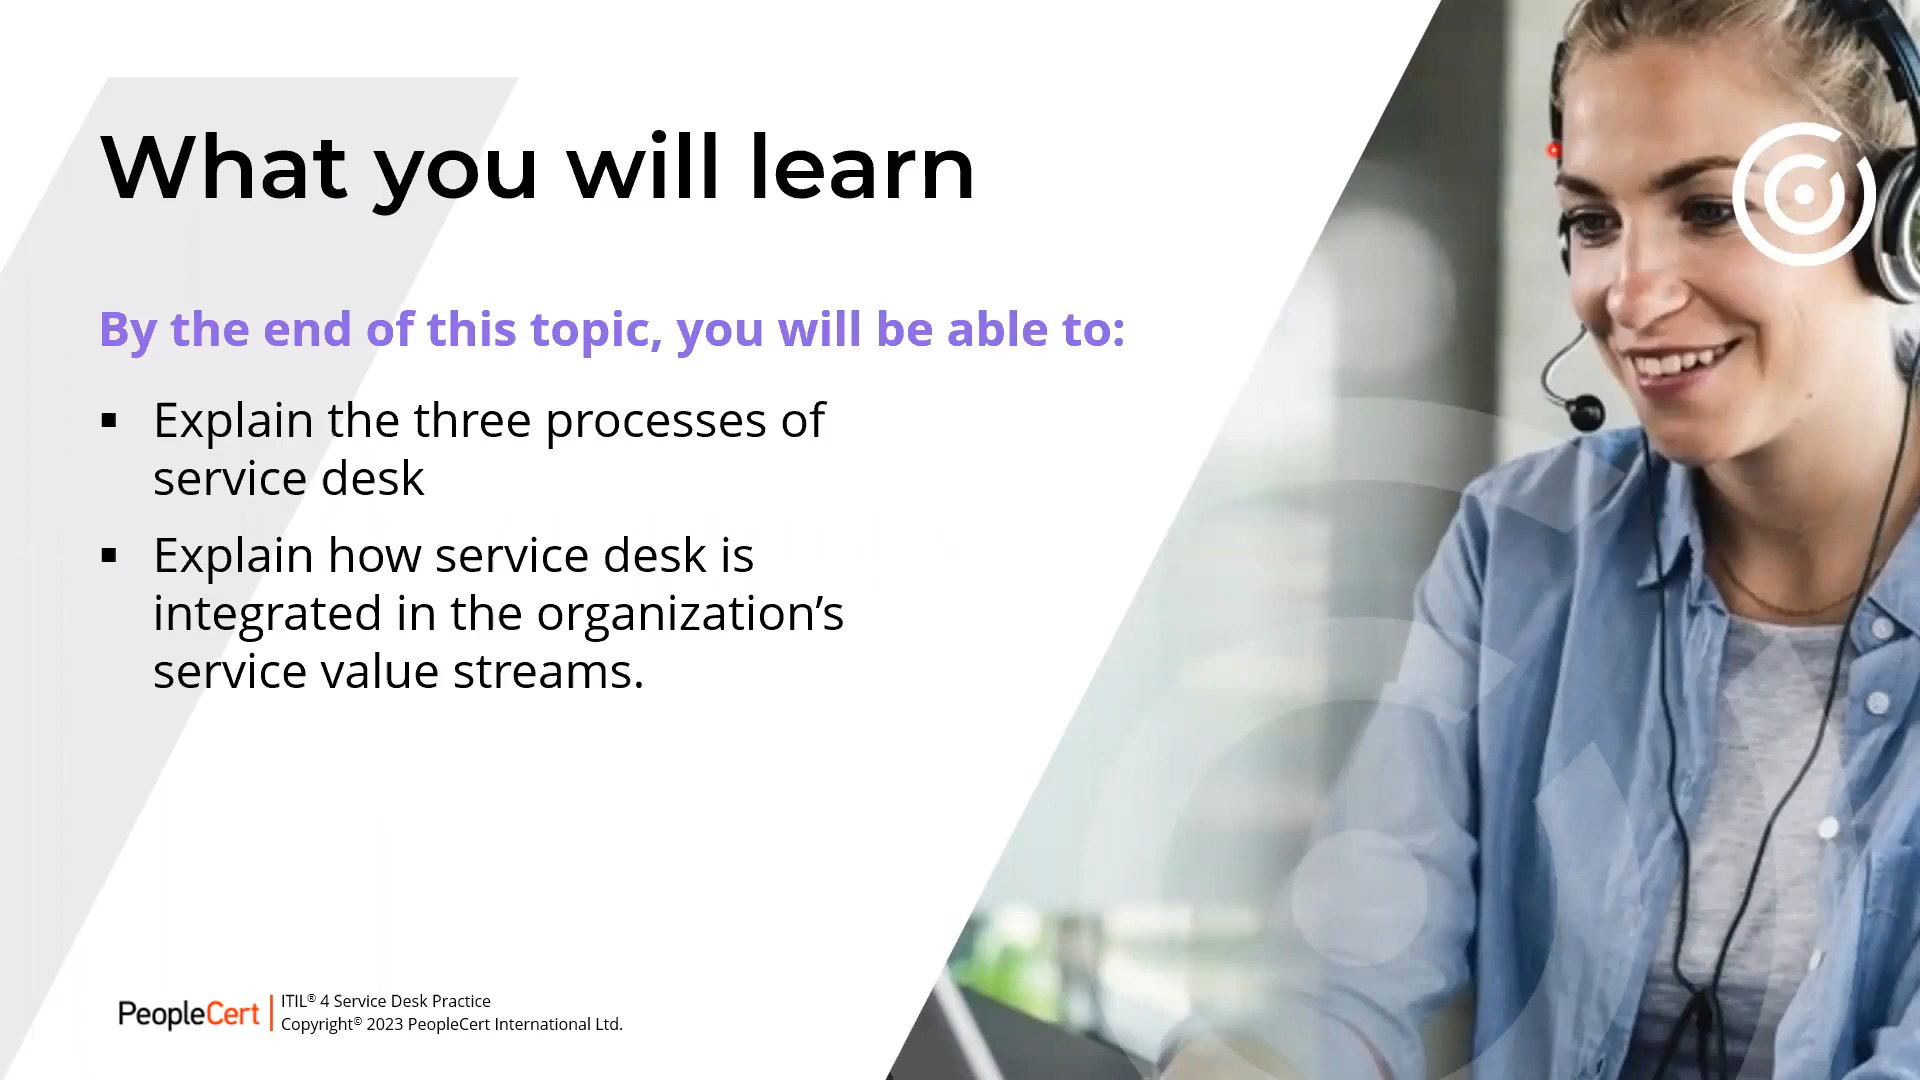 What you will learn
By the end of this topic, you will be able to:
▪ Explain the three processes of
service desk
▪ Explain how service desk is
integrated in the organization’s
service value streams.
PeopleCert
ITIL® 4 Service Desk Practice
Copyright© 2023 PeopleCert International Ltd.